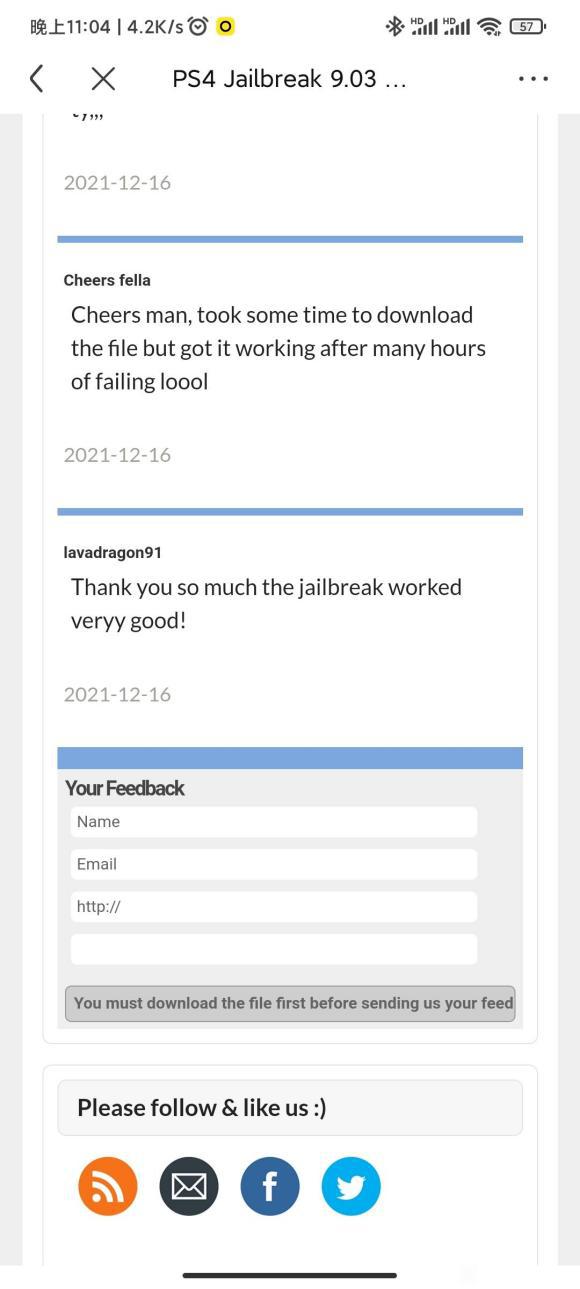 晚上11:04 | 4.2K/s
HD HD 57
PS4 Jailbreak 9.03 ...
2021-12-16
Cheers fella
Cheers man, took some time to download
the file but got it working after many hours
of failing loool
2021-12-16
lavadragon91
Thank you so much the jailbreak worked
veryy good!
2021-12-16
Your Feedback
Name
Email
http://
You must download the file first before sending us your feed
Please follow & like us :)